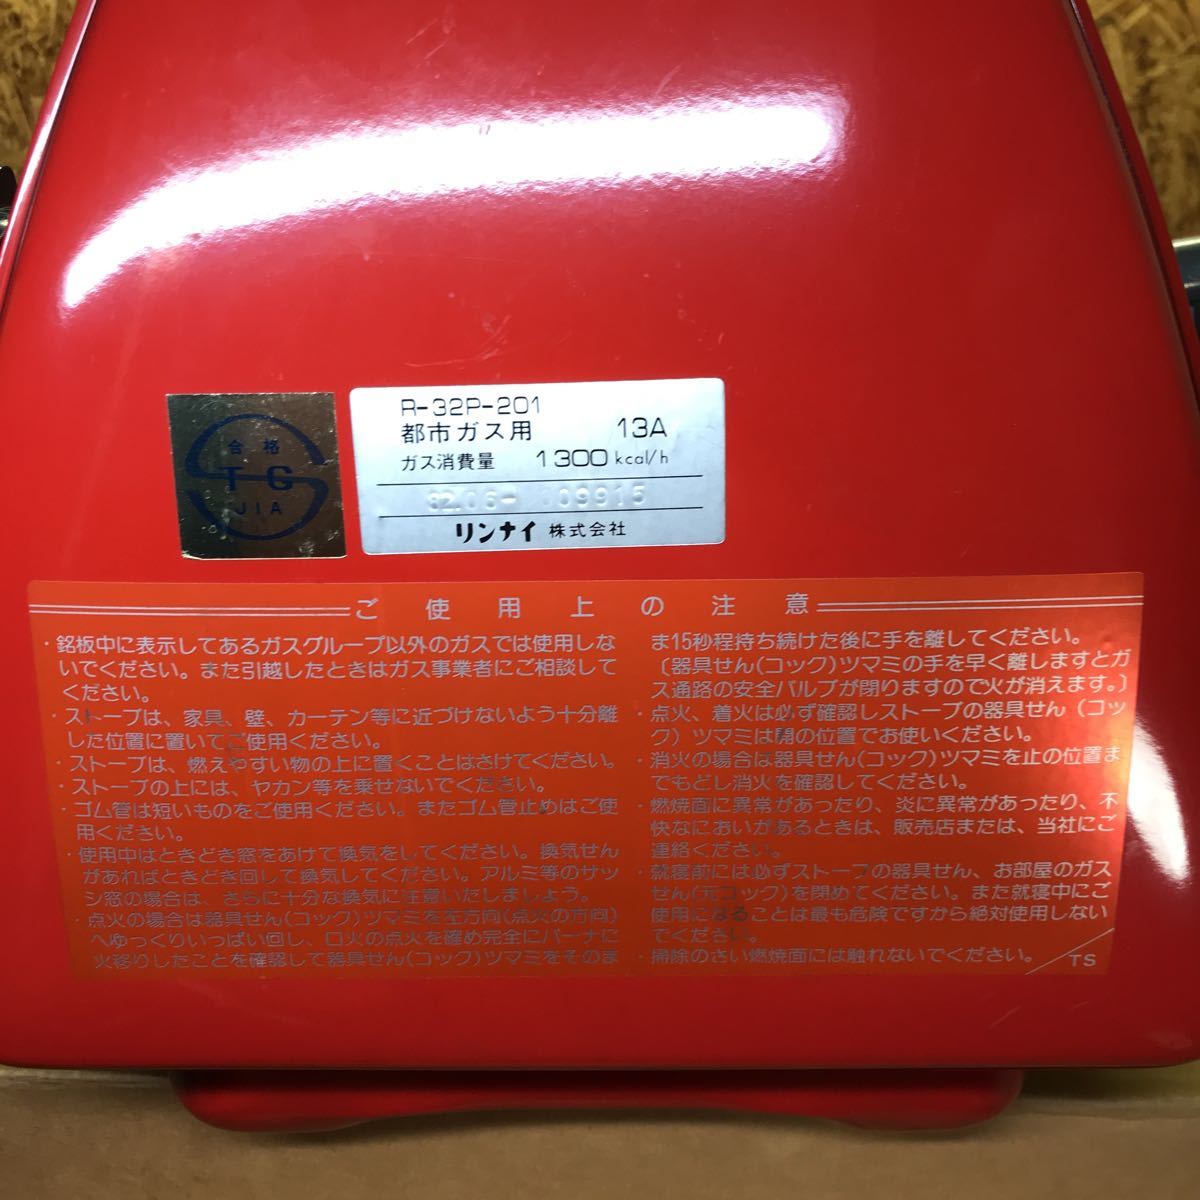 合格
TG
JIA
R-32P-201
都市ガス用 13A
ガス消費量 1300 kcal/h
82.06- 009915
リンナイ 株式会社
ご使用上の注意
・銘板中に表示してあるガスグループ以外のガスでは使用しな
いでください。また引越したときはガス事業者にご相談して
ください。
・ストーブは、家具、壁、カーテン等に近づけないよう十分離
した位置に置いてご使用ください。
・ストーブは、燃えやすい物の上に置くことはさけてください。
・ストーブの上には、ヤカン等を乗せないでください。
・ゴム管は短いものをご使用ください。またゴム管止めはご使
用ください。
・使用中はときどき窓をあけて換気をしてください。換気せん
があればときどき回して換気してください。アルミ等のサッ
シ窓の場合は、さらに十分な換気に注意いたしましょう。
・点火の場合は器具せん(コック)ツマミを左方向(点火の方向)
へゆっくりいっぱい回し、口火の点火を確め完全にバーナに
火移りしたことを確認して器具せん(コック)ツマミをそのま
ま15秒程持ち続けた後に手を離してください。
〔器具せん(コック)ツマミの手を早く離しますとガ
ス通路の安全バルブが閉りますので火が消えます。〕
・点火、着火は必ず確認しストーブの器具せん(コッ
ク)ツマミは開の位置でお使いください。
・消火の場合は器具せん(コック)ツマミを止の位置ま
でもどし消火を確認してください。
・燃焼面に異常があったり、炎に異常があったり、不
快なにおいがあるときは、販売店または、当社にご
連絡ください。
・就寝前には必ずストーブの器具せん、お部屋のガス
せん(元コック)を閉めてください。また就寝中にご
使用になることは最も危険ですから絶対使用しない
でください。
・掃除のさい燃焼面には触れないでください。
TS